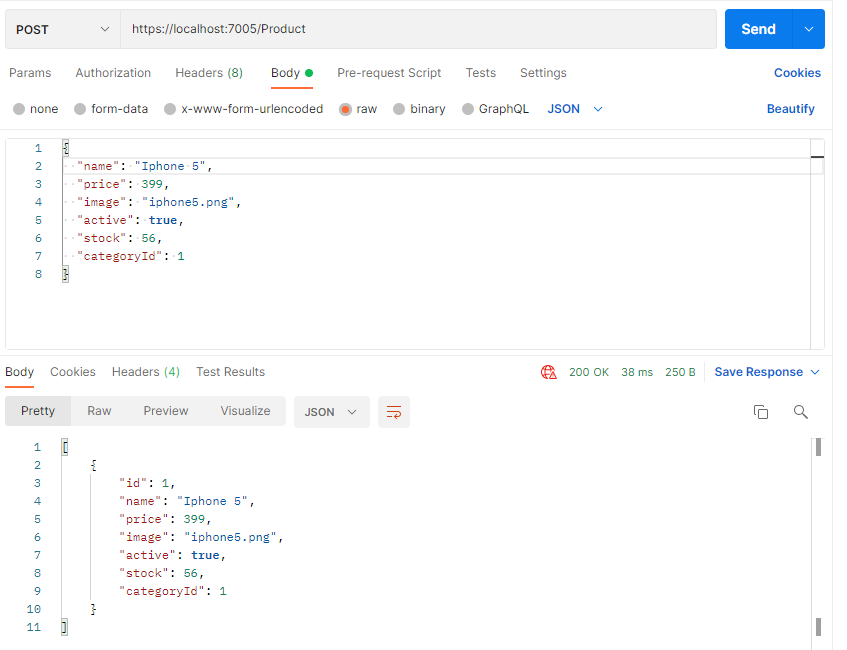 POST https://localhost:7005/Product Send
Params Authorization Headers (8) Body Pre-request Script Tests Settings Cookies
none form-data x-www-form-urlencoded raw binary GraphQL JSON Beautify
1 {
2 "name": "Iphone 5",
3 "price": 399,
4 "image": "iphone5.png",
5 "active": true,
6 "stock": 56,
7 "categoryId": 1
8 }
Body Cookies Headers (4) Test Results 200 OK 38 ms 250 B Save Response
Pretty Raw Preview Visualize JSON
1 [
2 {
3 "id": 1,
4 "name": "Iphone 5",
5 "price": 399,
6 "image": "iphone5.png",
7 "active": true,
8 "stock": 56,
9 "categoryId": 1
10 }
11 ]